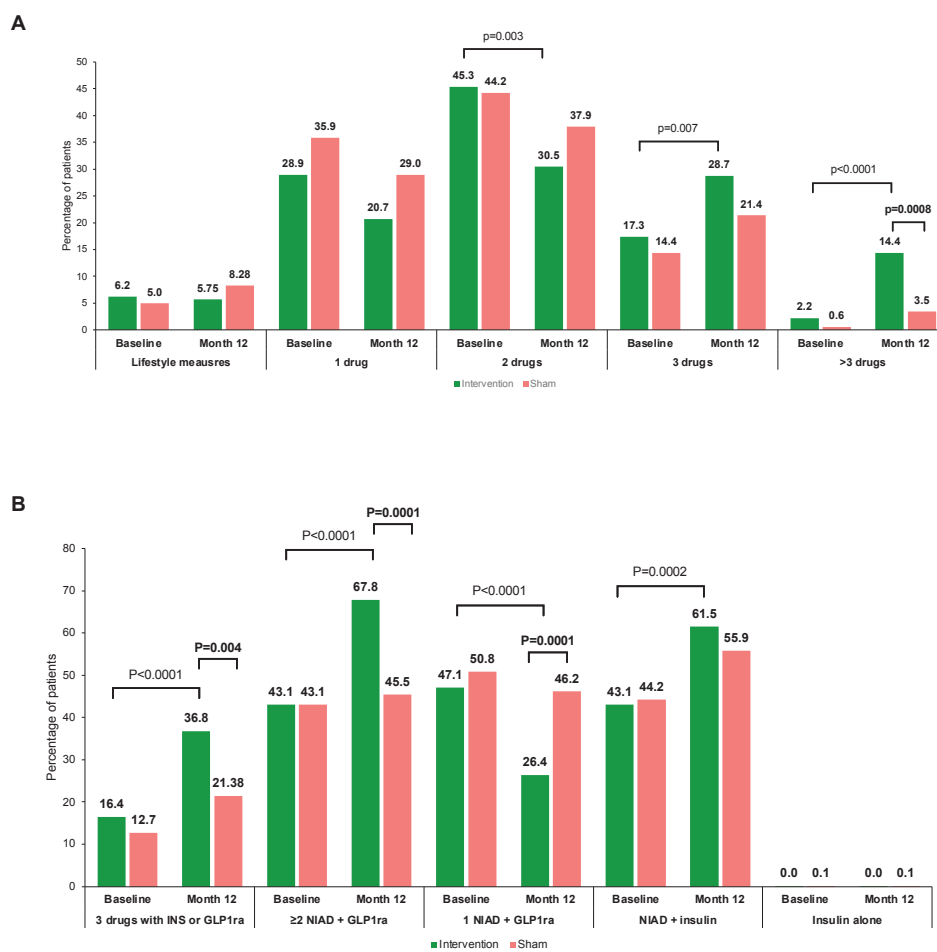 A
p=0.003
50
45.3
44.2
45
37.9
40
35.9
p=0.007
35
30.5
28.9
29.0
28.7
p<0.0001
30
25
20.7
21.4
p=0.0008
20
17.3
14.4
14.4
15
8.28
10
6.2
5.0
5.75
3.5
5
2.2
0.6
0
Percentage of patients
Baseline Month 12 Baseline Month 12 Baseline Month 12 Baseline Month 12 Baseline Month 12
Lifestyle meausres 1 drug 2 drugs 3 drugs >3 drugs
Intervention Sham
B
P=0.0001
P<0.0001
80
P=0.0002
67.8
P<0.0001
70
61.5
55.9
60
P=0.004
P=0.0001
50.8
P<0.0001
47.1
46.2
50
45.5
43.1 43.1
43.1
44.2
36.8
40
30
26.4
21.38
16.4
20
12.7
10
0.0 0.1 0.0 0.1
0
Percentage of patients
Baseline Month 12 Baseline Month 12 Baseline Month 12 Baseline Month 12 Baseline Month 12
3 drugs with INS or GLP1ra ≥2 NIAD + GLP1ra 1 NIAD + GLP1ra NIAD + insulin Insulin alone
Intervention Sham